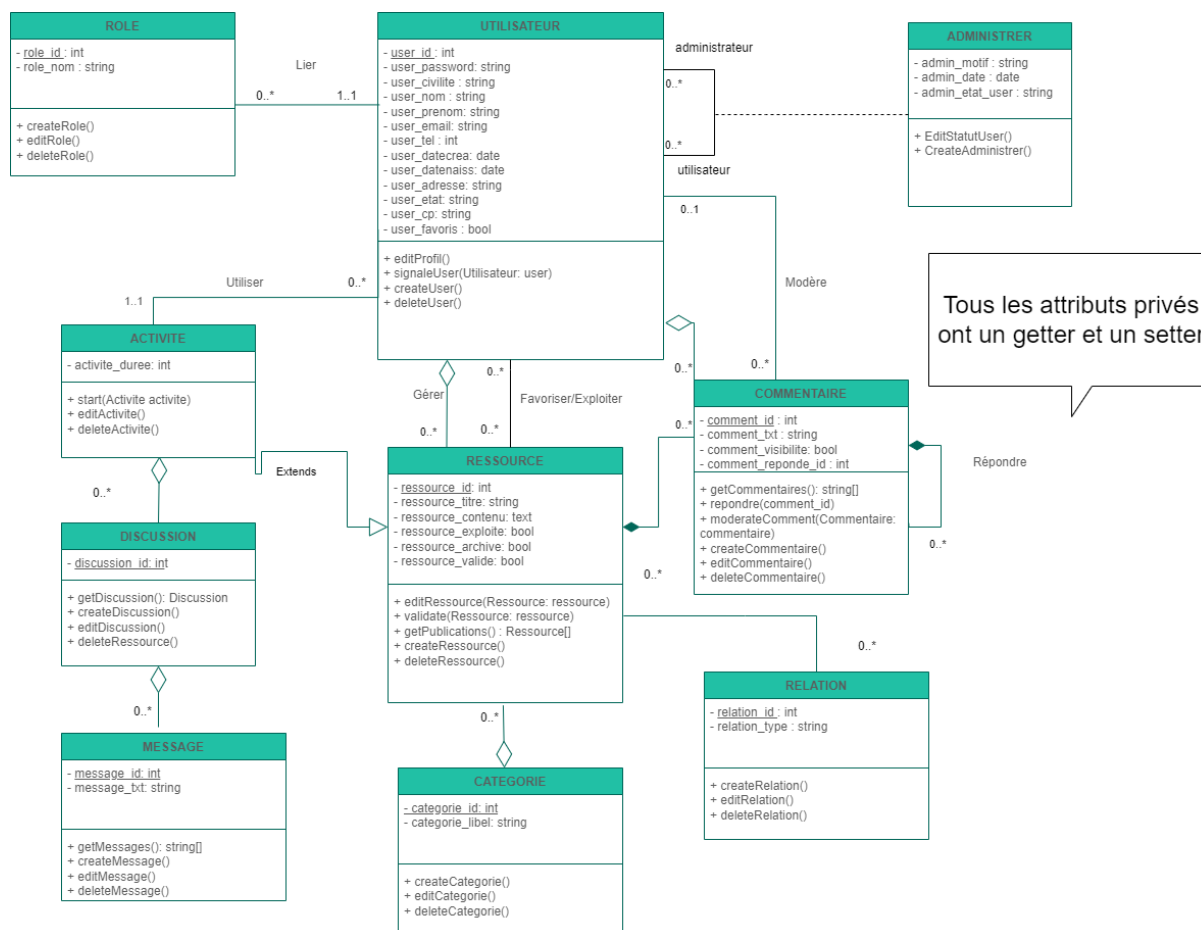 ROLE
- role_id : int
- role_nom : string
+ createRole()
+ editRole()
+ deleteRole()
Lier
0..*
1..1
UTILISATEUR
- user_id : int
- user_password: string
- user_civilite : string
- user_nom : string
- user_prenom: string
- user_email: string
- user_tel : int
- user_datecrea: date
- user_datenaiss: date
- user_adresse: string
- user_etat: string
- user_cp: string
- user_favoris : bool
+ editProfil()
+ signaleUser(Utilisateur: user)
+ createUser()
+ deleteUser()
administrateur
0..*
0..*
utilisateur
ADMINISTRER
- admin_motif : string
- admin_date : date
- admin_etat_user : string
+ EditStatutUser()
+ CreateAdministrer()
0..1
Modère
0..*
Tous les attributs privés
ont un getter et un setter
Utiliser
0..*
1..1
ACTIVITE
- activite_duree: int
+ start(Activite activite)
+ editActivite()
+ deleteActivite()
Gérer
0..*
0..*
Favoriser/Exploiter
0..*
0..*
0..*
COMMENTAIRE
- comment_id : int
- comment_txt : string
- comment_visibilite: bool
- comment_reponde_id : int
+ getCommentaires(): string[]
+ repondre(comment_id)
+ moderateComment(Commentaire:
commentaire)
+ createCommentaire()
+ editCommentaire()
+ deleteCommentaire()
Répondre
0..*
Extends
RESSOURCE
- ressource_id: int
- ressource_titre: string
- ressource_contenu: text
- ressource_exploite: bool
- ressource_archive: bool
- ressource_valide: bool
+ editRessource(Ressource: ressource)
+ validate(Ressource: ressource)
+ getPublications() : Ressource[]
+ createRessource()
+ deleteRessource()
0..*
0..*
0..*
DISCUSSION
- discussion_id: int
+ getDiscussion(): Discussion
+ createDiscussion()
+ editDiscussion()
+ deleteRessource()
0..*
MESSAGE
- message_id: int
- message_txt: string
+ getMessages(): string[]
+ createMessage()
+ editMessage()
+ deleteMessage()
0..*
CATEGORIE
- categorie_id: int
- categorie_libel: string
+ createCategorie()
+ editCategorie()
+ deleteCategorie()
RELATION
- relation_id : int
- relation_type : string
+ createRelation()
+ editRelation()
+ deleteRelation()